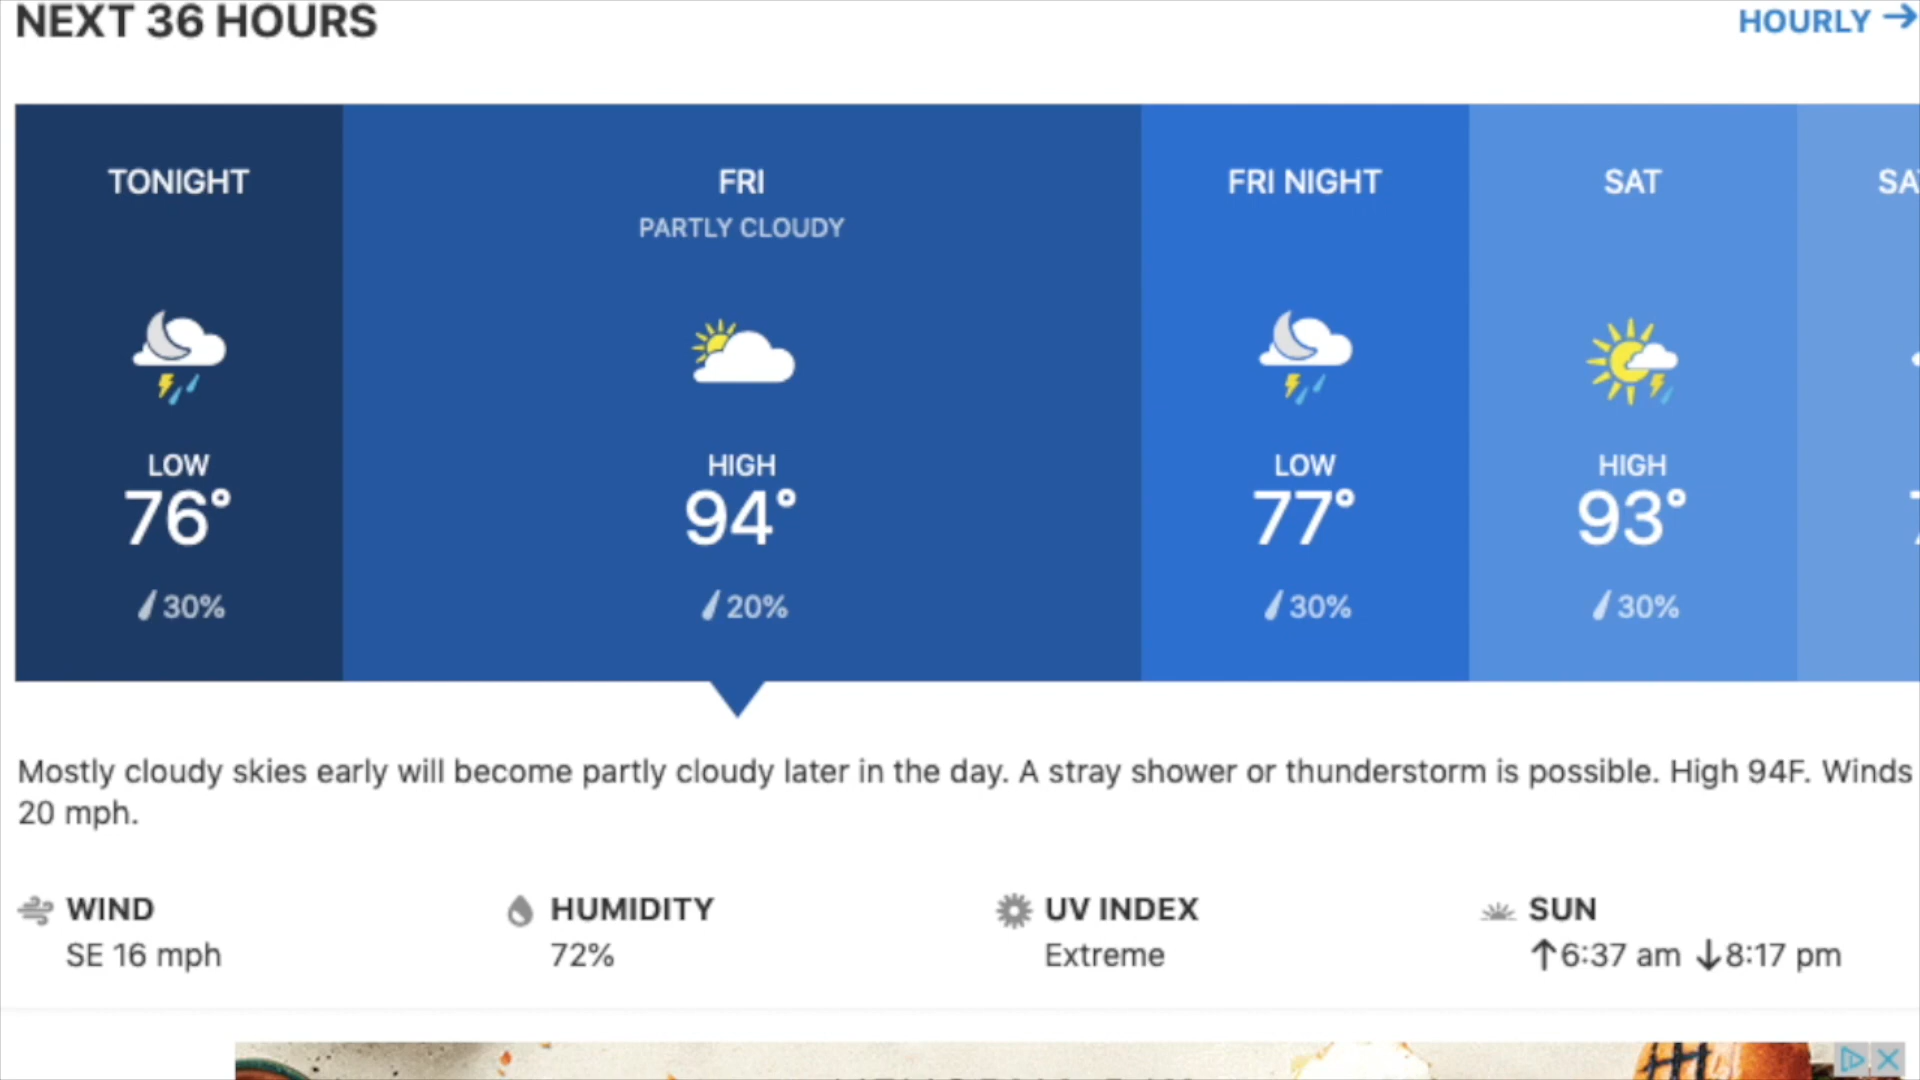 NEXT 36 HOURS
HOURLY →
TONIGHT
LOW
76°
30%
FRI
PARTLY CLOUDY
HIGH
94°
20%
FRI NIGHT
LOW
77°
30%
SAT
HIGH
93°
30%
Mostly cloudy skies early will become partly cloudy later in the day. A stray shower or thunderstorm is possible. High 94F. Winds
20 mph.
WIND
SE 16 mph
HUMIDITY
72%
UV INDEX
Extreme
SUN
↑6:37 am ↓8:17 pm